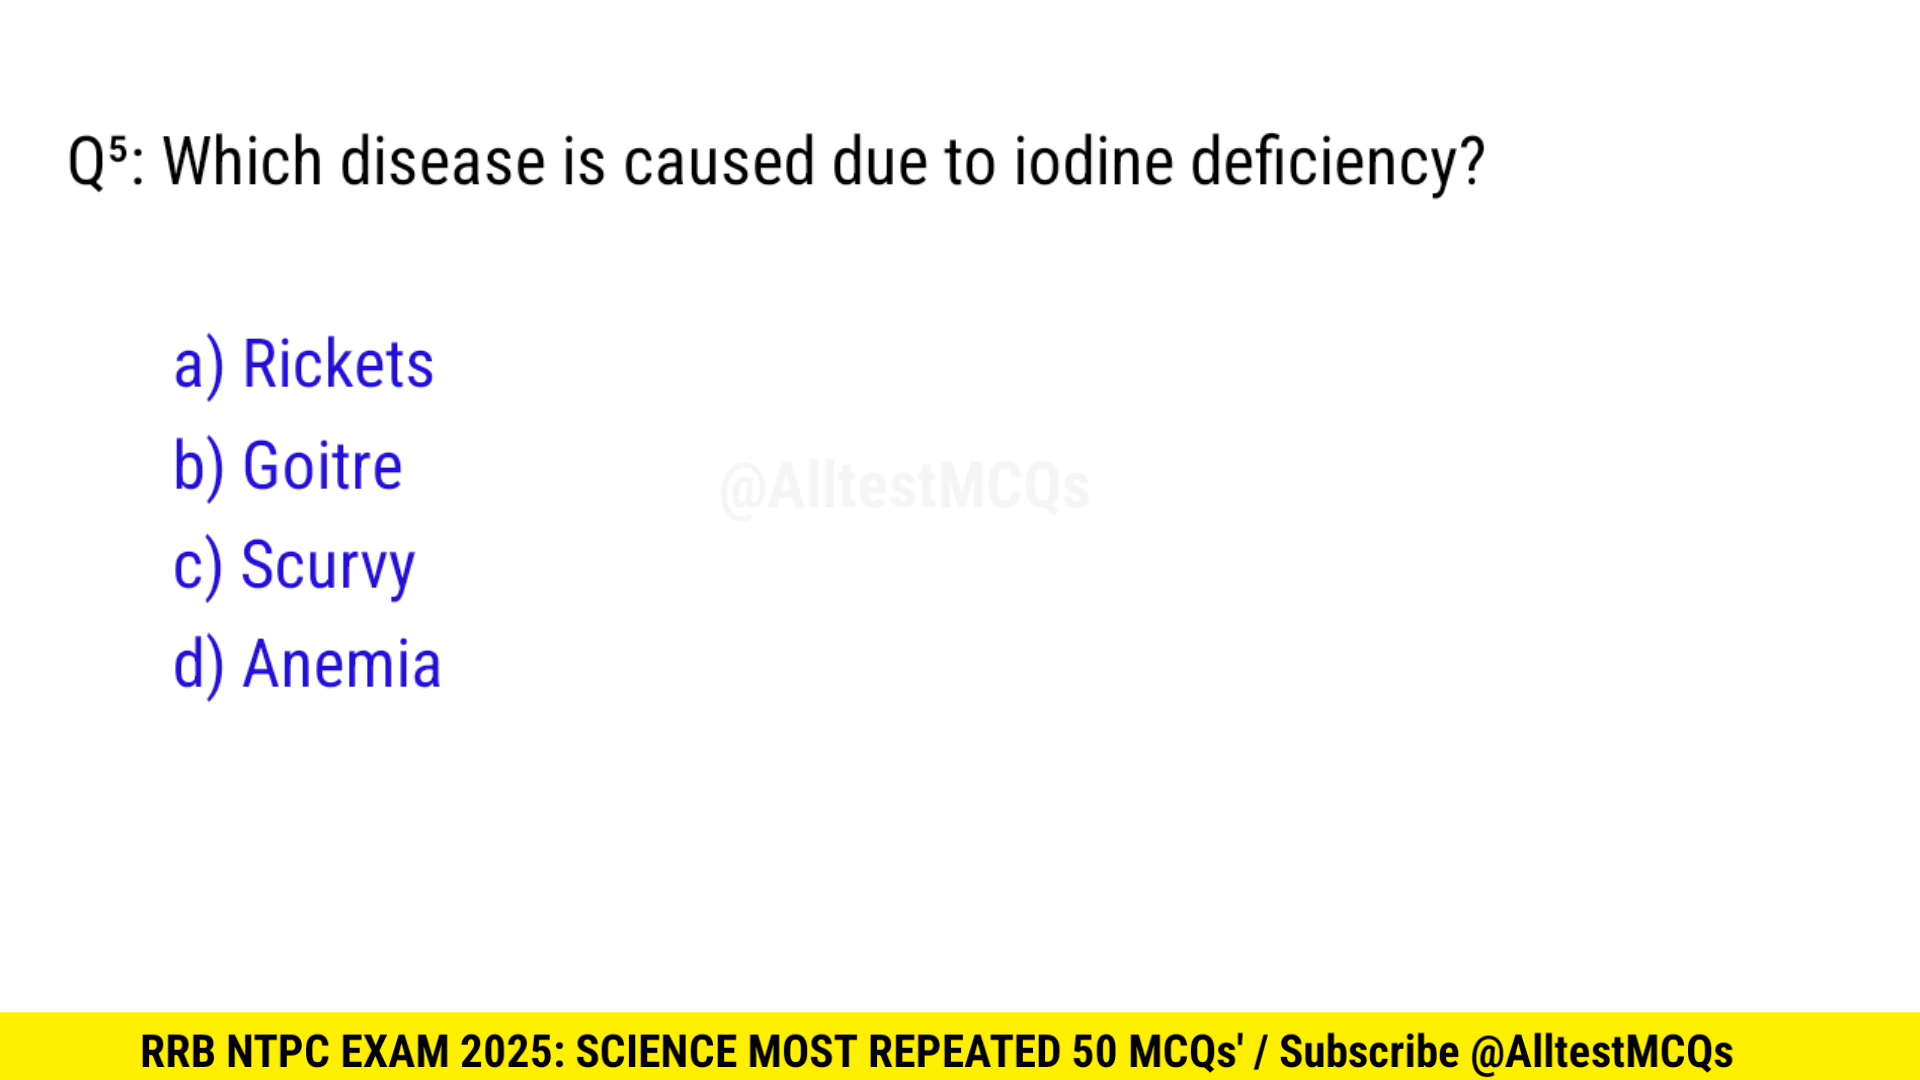 Q⁵: Which disease is caused due to iodine deficiency?
a) Rickets
b) Goitre
@AlltestMCQs
c) Scurvy
d) Anemia
RRB NTPC EXAM 2025: SCIENCE MOST REPEATED 50 MCQs' / Subscribe @AlltestMCQs